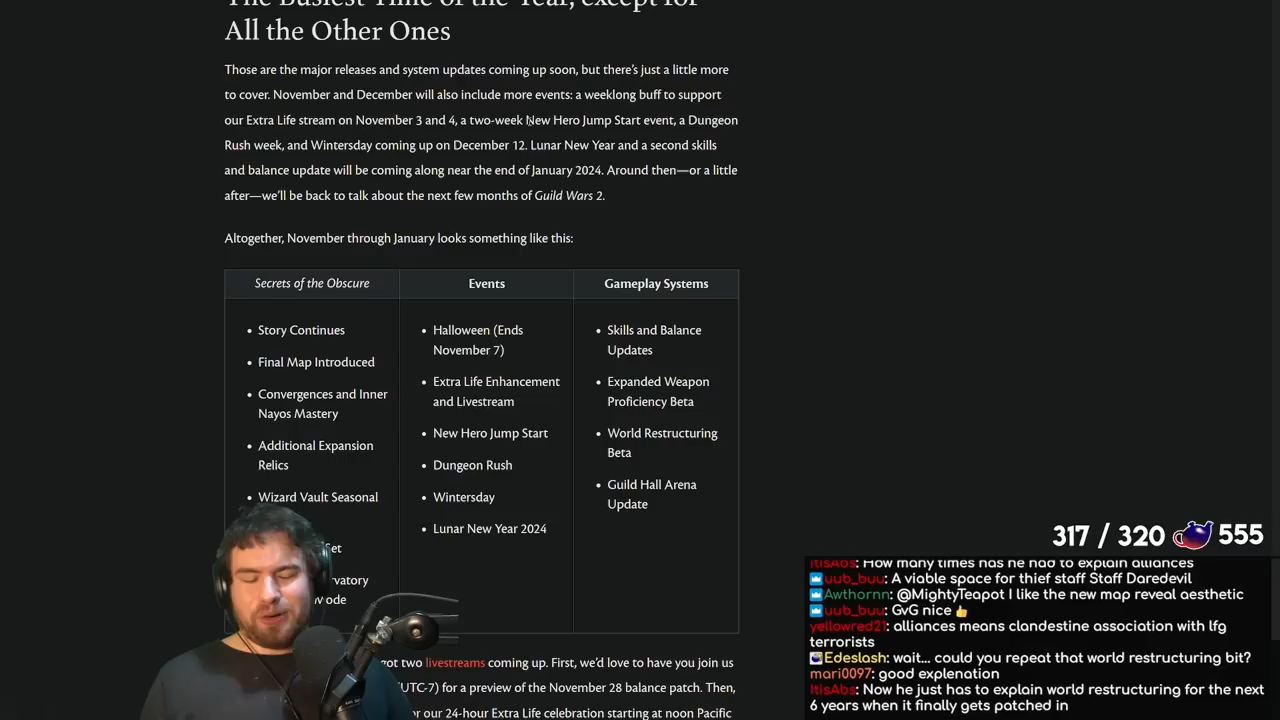 The Busiest Time of the Year, except for
All the Other Ones
Those are the major releases and system updates coming up soon, but there's just a little more
to cover. November and December will also include more events: a weeklong buff to support
our Extra Life stream on November 3 and 4, a two-week New Hero Jump Start event, a Dungeon
Rush week, and Wintersday coming up on December 12. Lunar New Year and a second skills
and balance update will be coming along near the end of January 2024. Around then—or a little
after—we'll be back to talk about the next few months of Guild Wars 2.
Altogether, November through January looks something like this:
Secrets of the Obscure
• Story Continues
• Final Map Introduced
• Convergences and Inner
Nayos Mastery
• Additional Expansion
Relics
• Wizard Vault Seasonal
Set
Events
• Halloween (Ends
November 7)
• Extra Life Enhancement
and Livestream
• New Hero Jump Start
• Dungeon Rush
• Wintersday
• Lunar New Year 2024
Gameplay Systems
• Skills and Balance
Updates
• Expanded Weapon
Proficiency Beta
• World Restructuring
Beta
• Guild Hall Arena
Update
got two livestreams coming up. First, we'd love to have you join us
(UTC-7) for a preview of the November 28 balance patch. Then,
our 24-hour Extra Life celebration starting at noon Pacific
317 / 320 555
ItisAbs: How many times has he had to explain alliances
uub_buu: A viable space for thief staff Staff Daredevil
Awthornn: @MightyTeapot I like the new map reveal aesthetic
uub_buu: GvG nice 👍
yellowred21: alliances means clandestine association with lfg
terrorists
Edeslash: wait... could you repeat that world restructuring bit?
mari0097: good explenation
ItisAbs: Now he just has to explain world restructuring for the next
6 years when it finally gets patched in